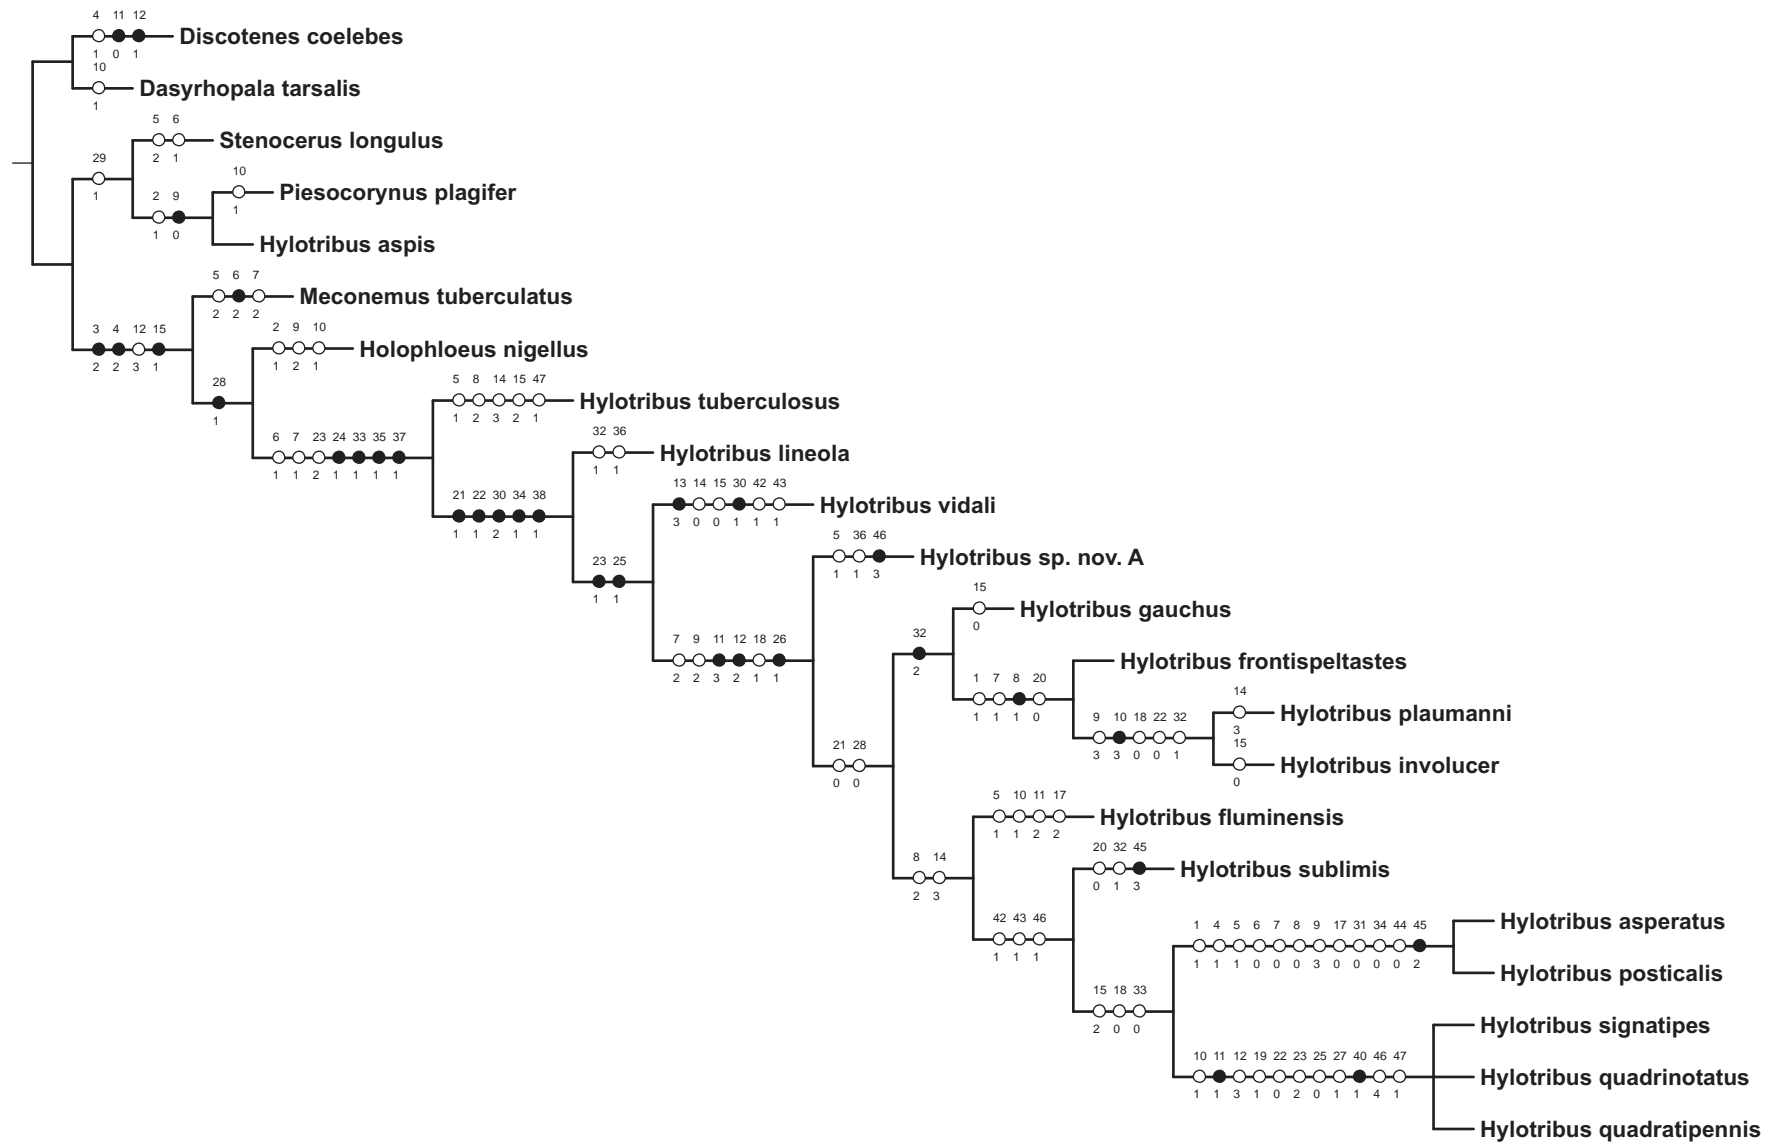 4 11 12
Discotenes coelebes
1 0 1
10
Dasyrhopala tarsalis
1
5 6
Stenocerus longulus
2 1
29
1
10
Piesocorynus plagifer
1
2 9
1 0
Hylotribus aspis
5 6 7
Meconemus tuberculatus
2 2 2
3 4 12 15
2 2 3 1
2 9 10
Holophloeus nigellus
1 2 1
28
1
5 8 14 15 47
Hylotribus tuberculosus
1 2 3 2 1
6 7 23 24 33 35 37
1 1 2 1 1 1 1
32 36
Hylotribus lineola
1 1
21 22 30 34 38
1 1 2 1 1
13 14 15 30 42 43
Hylotribus vidali
3 0 0 1 1 1
23 25
1 1
5 36 46
Hylotribus sp. nov. A
1 1 3
7 9 11 12 18 26
2 2 3 2 1 1
15
Hylotribus gauchus
0
32
2
Hylotribus frontispeltastes
1 7 8 20
1 1 1 0
14
Hylotribus plaumanni
3
9 10 18 22 32
3 3 0 0 1
15
Hylotribus involucer
0
21 28
0 0
5 10 11 17
Hylotribus fluminensis
1 1 2 2
8 14
2 3
20 32 45
Hylotribus sublimis
0 1 3
42 43 46
1 1 1
Hylotribus asperatus
1 4 5 6 7 8 9 17 31 34 44 45
1 1 1 0 0 0 3 0 0 0 0 2
Hylotribus posticalis
15 18 33
2 0 0
Hylotribus signatipes
10 11 12 19 22 23 25 27 40 46 47
Hylotribus quadrinotatus
1 1 3 1 0 2 0 1 1 4 1
Hylotribus quadratipennis